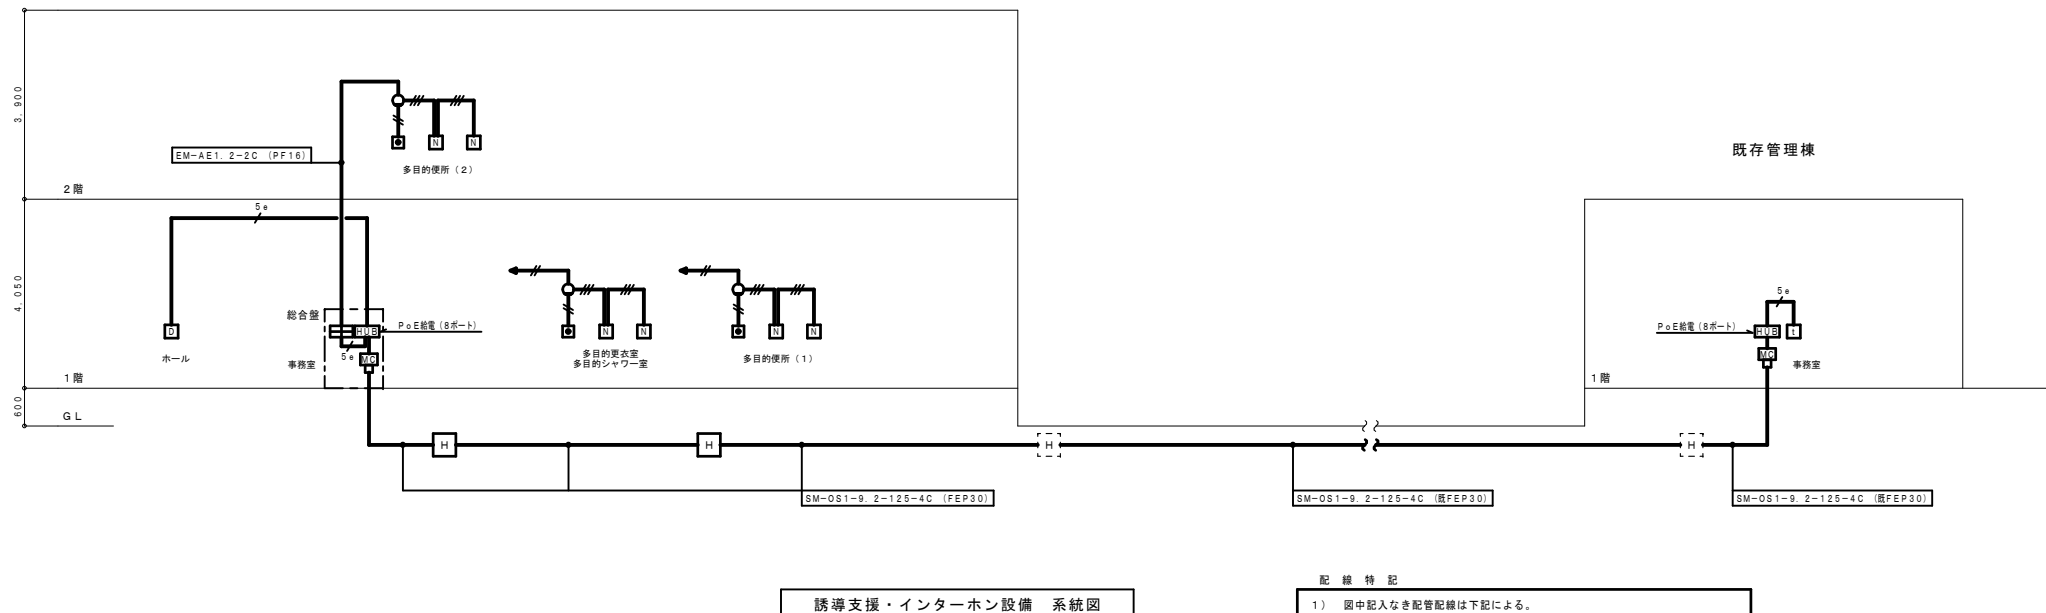 3,900
EM-AE1.2-2C (PF16)
N
N
多目的便所(2)
既存管理棟
2階
5e
4,050
総合盤
D
HUB
PoE給電(8ポート)
5e
MC
ホール
事務室
N
N
多目的更衣室
多目的シャワー室
N
N
多目的便所(1)
5e
PoE給電(8ポート)
HUB
t
MC
事務室
1階
1階
600
GL
H
H
H
H
SM-OS1-9.2-125-4C (FEP30)
SM-OS1-9.2-125-4C (既FEP30)
SM-OS1-9.2-125-4C (既FEP30)
誘導支援・インターホン設備 系統図
配線特記
1) 図中記入なき配管配線は下記による。